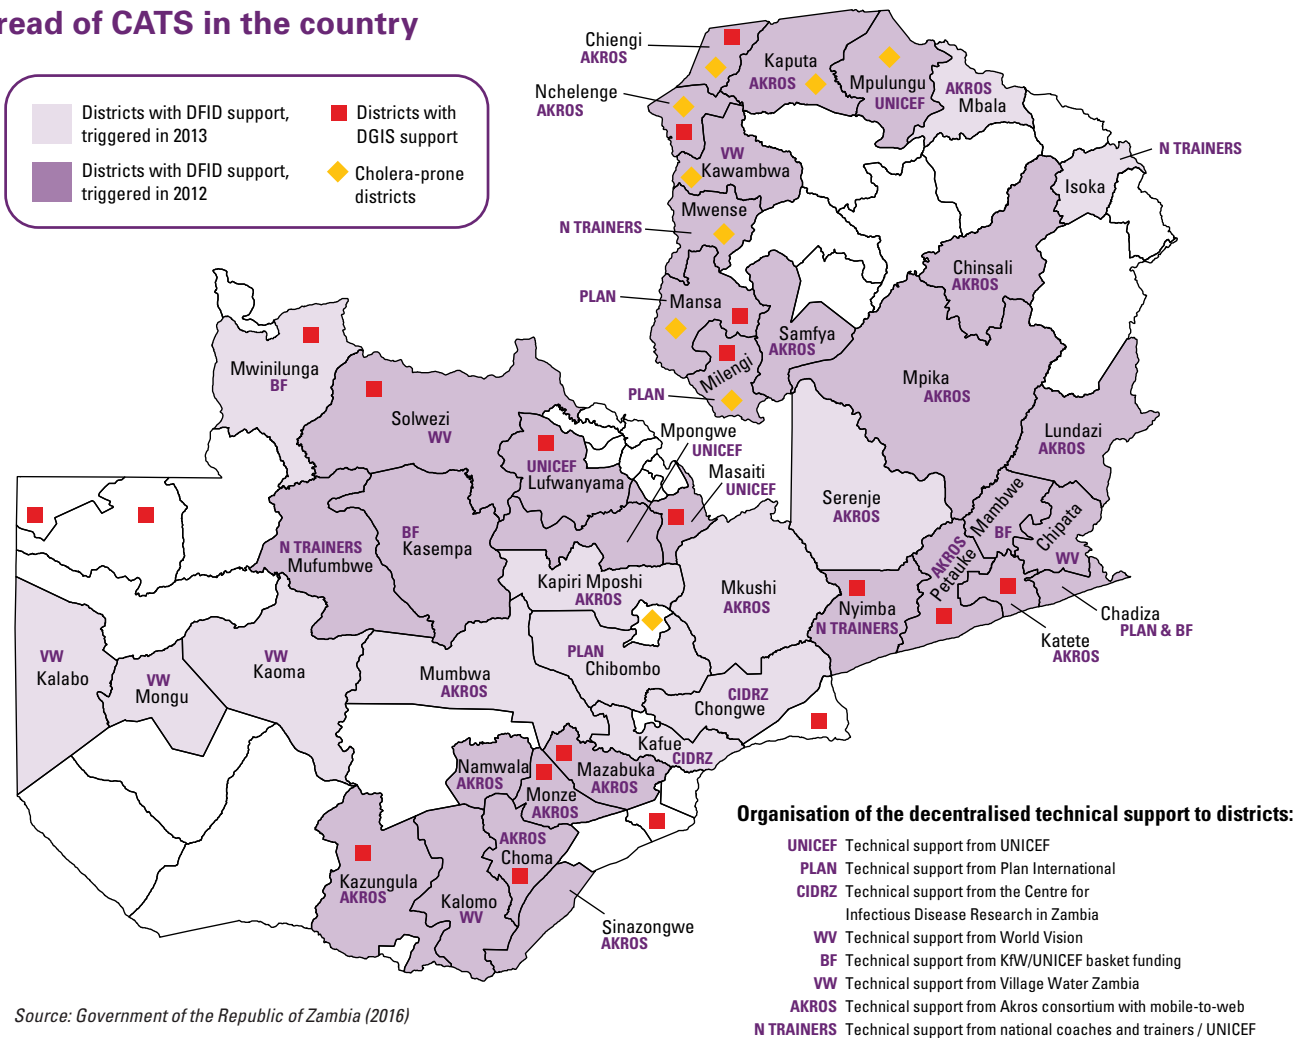 read of CATS in the country
Districts with DFID support,
triggered in 2013
Districts with DFID support,
triggered in 2012
Districts with
DGIS support
Cholera-prone
districts
Chiengi
AKROS
Nchelenge
AKROS
Kaputa
AKROS
Mpulungu
UNICEF
AKROS
Mbala
N TRAINERS
Isoka
VW
Kawambwa
Mwense
N TRAINERS
Chinsali
AKROS
PLAN
Mansa
Samfya
AKROS
Milengi
PLAN
Mpika
AKROS
Mwinilunga
BF
Solwezi
WV
Mpongwe
UNICEF
Masaiti
UNICEF
UNICEF
Lufwanyama
Lundazi
AKROS
Serenje
AKROS
Mambwe
BF
Chipata
WV
N TRAINERS
Mufumbwe
BF
Kasempa
AKROS
Petauke
Kapiri Mposhi
AKROS
Mkushi
AKROS
Nyimba
N TRAINERS
Chadiza
PLAN & BF
Katete
AKROS
VW
Kalabo
VW
Mongu
VW
Kaoma
PLAN
Chibombo
Mumbwa
AKROS
CIDRZ
Chongwe
Kafue
CIDRZ
Namwala
AKROS
Mazabuka
AKROS
Monze
AKROS
AKROS
Choma
Kazungula
AKROS
Kalomo
WV
Sinazongwe
AKROS
Organisation of the decentralised technical support to districts:
UNICEF Technical support from UNICEF
PLAN Technical support from Plan International
CIDRZ Technical support from the Centre for
Infectious Disease Research in Zambia
WV Technical support from World Vision
BF Technical support from KfW/UNICEF basket funding
VW Technical support from Village Water Zambia
AKROS Technical support from Akros consortium with mobile-to-web
N TRAINERS Technical support from national coaches and trainers / UNICEF
Source: Government of the Republic of Zambia (2016)